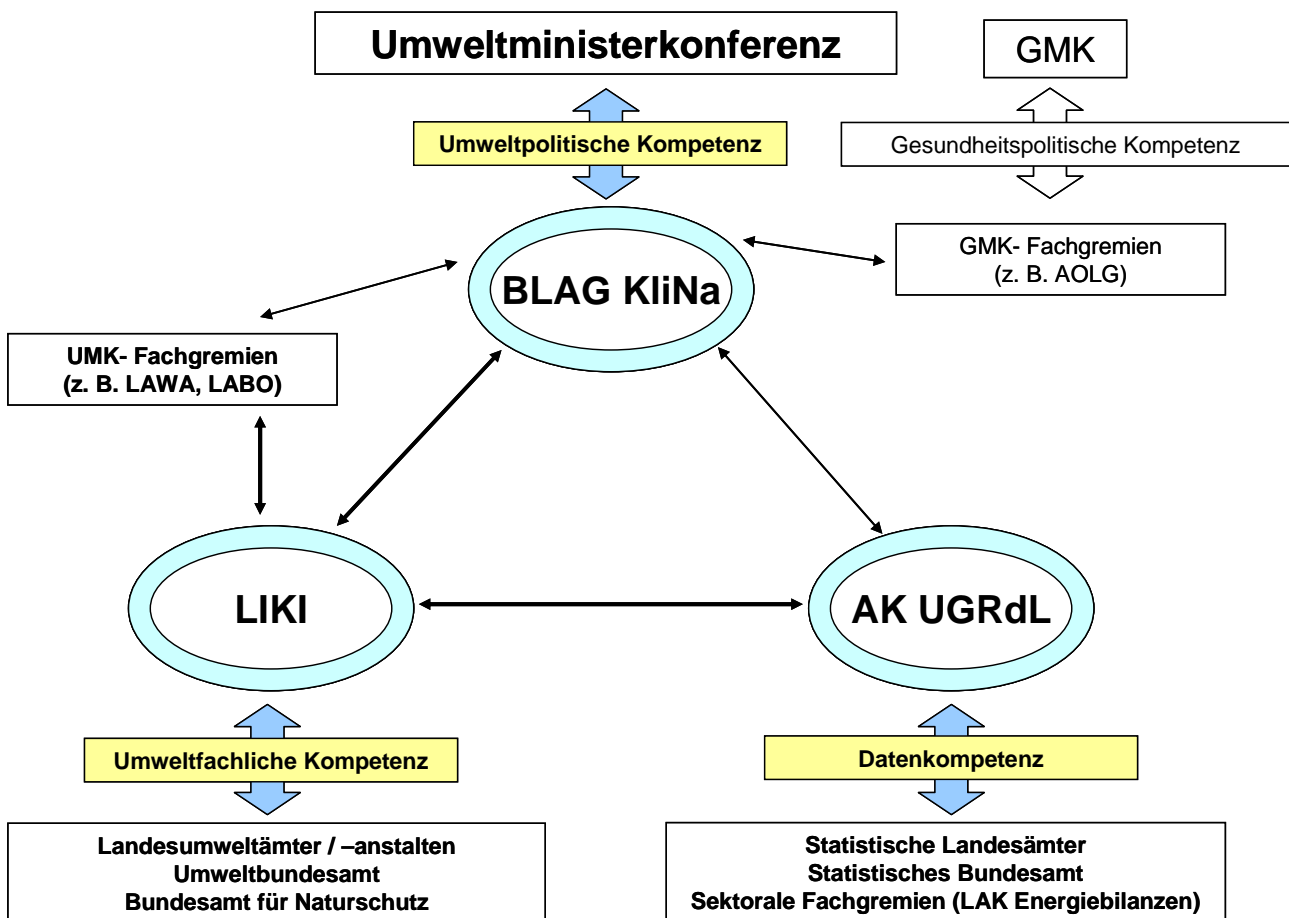 Umweltministerkonferenz
GMK
Umweltpolitische Kompetenz
Gesundheitspolitische Kompetenz
BLAG KliNa
GMK- Fachgremien
(z. B. AOLG)
UMK- Fachgremien
(z. B. LAWA, LABO)
LIKI
AK UGRdL
Umweltfachliche Kompetenz
Datenkompetenz
Landesumweltämter / –anstalten
Umweltbundesamt
Bundesamt für Naturschutz
Statistische Landesämter
Statistisches Bundesamt
Sektorale Fachgremien (LAK Energiebilanzen)